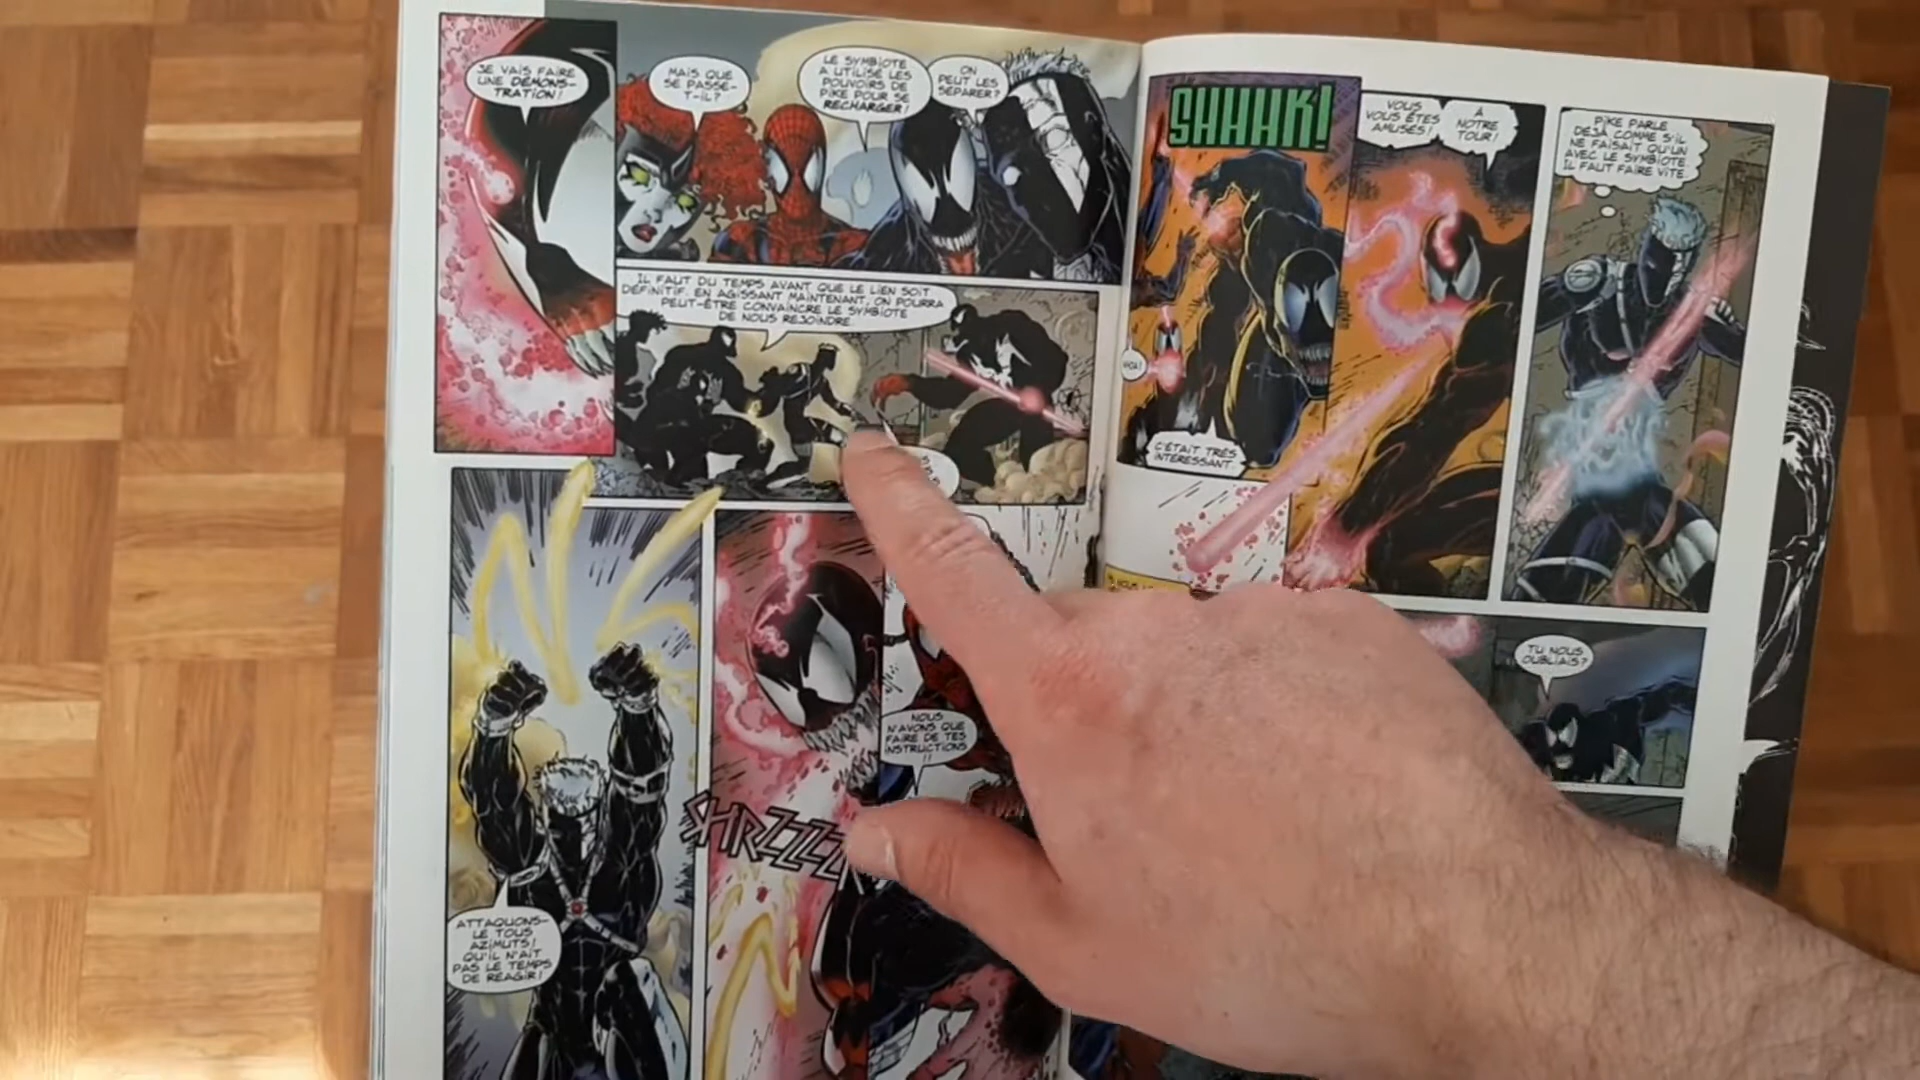 JE VAIS FAIRE
UNE DÉMONS-
TRATION!
MAIS QUE
SE PASSE-
T-IL?
LE SYMBIOTE
A UTILISÉ LES
POUVOIRS DE
PIKE POUR SE
RECHARGER!
ON
PEUT LES
SÉPARER?
IL FAUT DU TEMPS AVANT QUE LE LIEN SOIT
DÉFINITIF. EN AGISSANT MAINTENANT, ON POURRA
PEUT-ÊTRE CONVAINCRE LE SYMBIOTE
DE NOUS REJOINDRE.
ATTAQUONS-
LE TOUS
AZIMUTS!
QU'IL N'AIT
PAS LE TEMPS
DE RÉAGIR!
SHRZZZZ
NOUS
N'AVONS QUE
FAIRE DE TES
INSTRUCTIONS
!!
SHHHK!
HOA!
C'ÉTAIT TRÈS
INTÉRESSANT.
VOUS
VOUS ÊTES
AMUSÉS!
À
NOTRE
TOUR!
PIKE PARLE
DÉJÀ COMME S'IL
NE FAISAIT QU'UN
AVEC LE SYMBIOTE.
IL FAUT FAIRE VITE.
TU NOUS
OUBLIAIS?